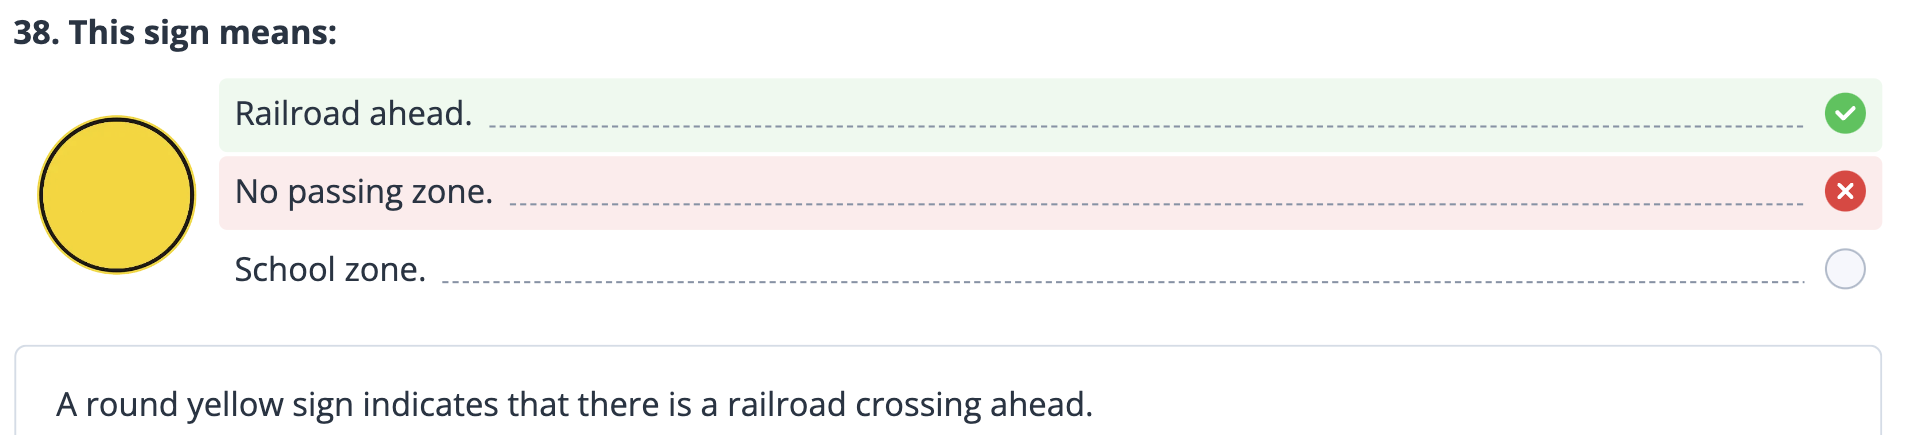 38. This sign means:
Railroad ahead.
No passing zone.
School zone.
A round yellow sign indicates that there is a railroad crossing ahead.